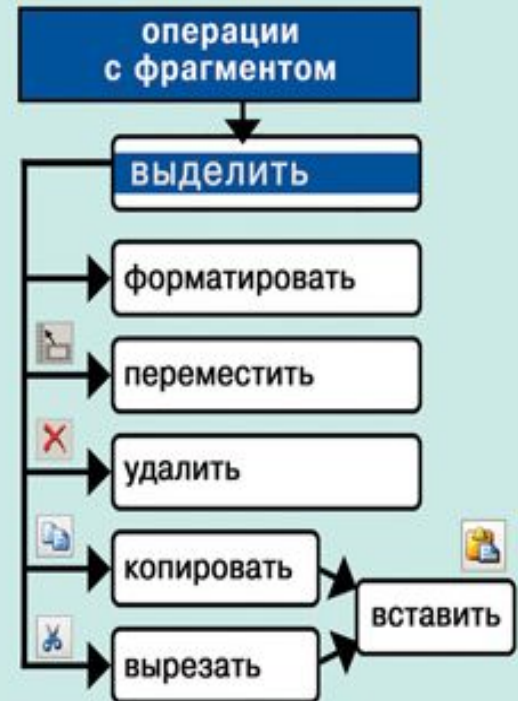 операции
с фрагментом
выделить
форматировать
переместить
удалить
копировать
вставить
вырезать